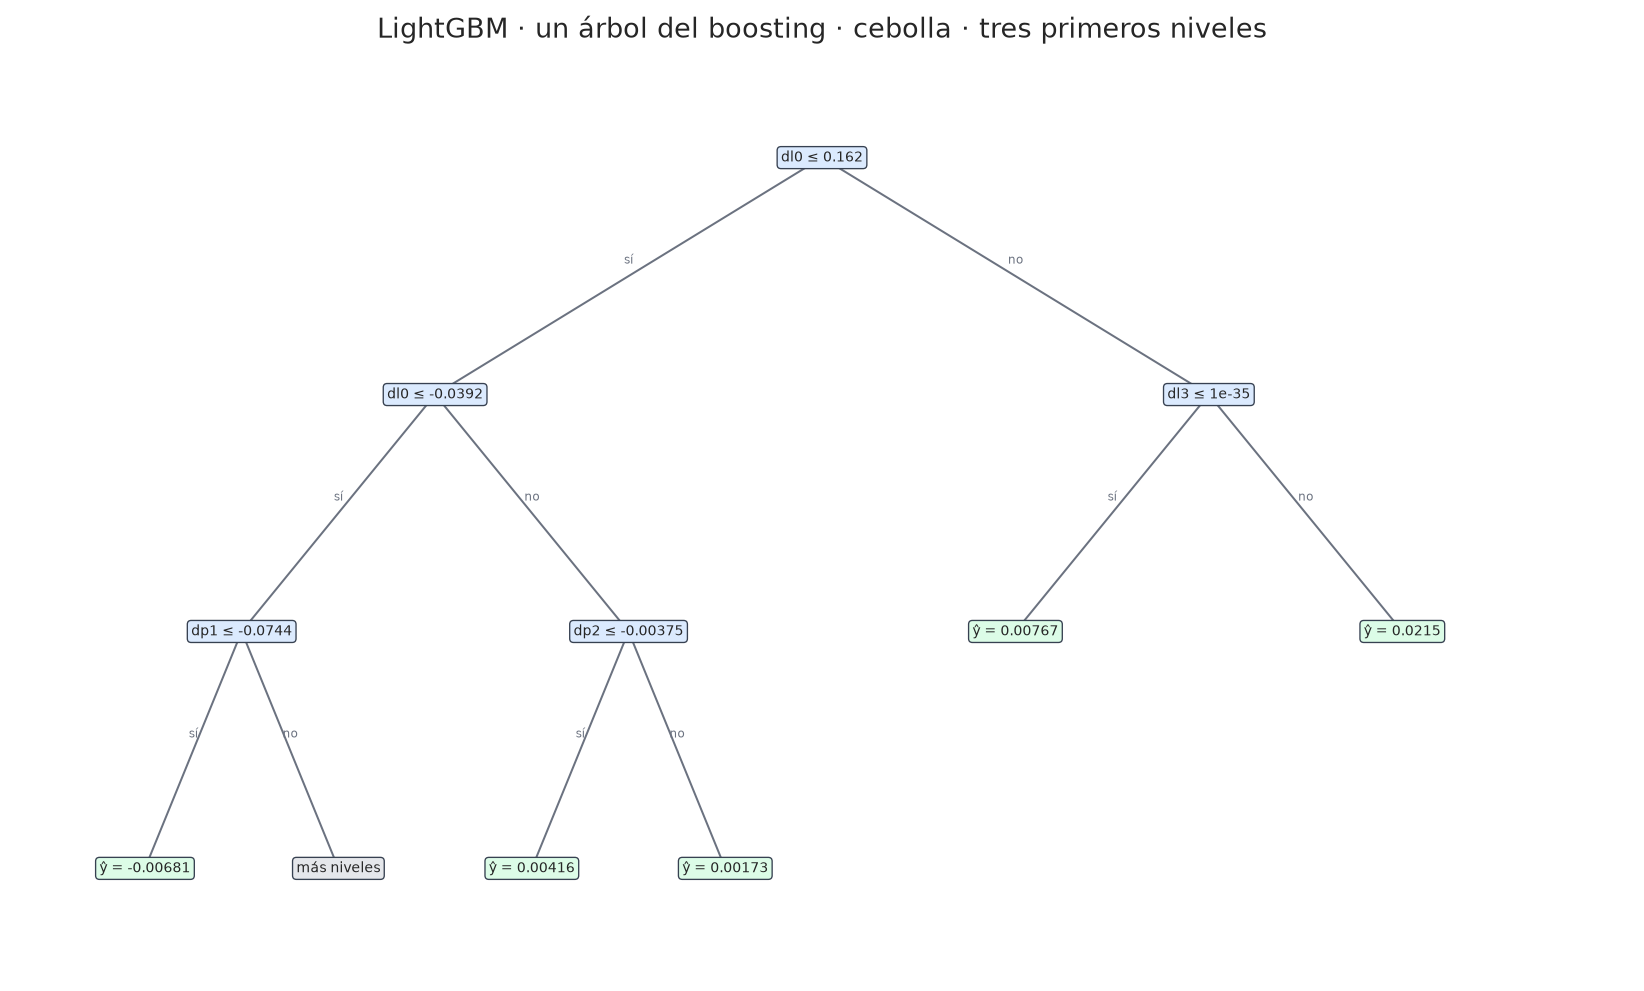 LightGBM · un árbol del boosting · cebolla · tres primeros niveles
dl0 ≤ 0.162
sí
no
dl0 ≤ -0.0392
dl3 ≤ 1e-35
sí
no
sí
no
dp1 ≤ -0.0744
dp2 ≤ -0.00375
ŷ = 0.00767
ŷ = 0.0215
sí
no
sí
no
ŷ = -0.00681
más niveles
ŷ = 0.00416
ŷ = 0.00173